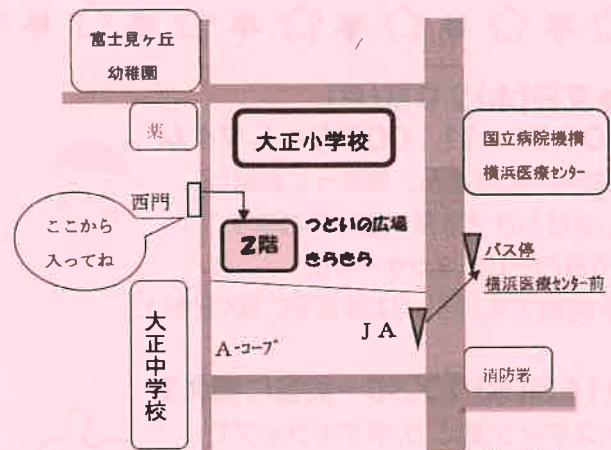 富士見ヶ丘
幼稚園
薬
大正小学校
国立病院機構
横浜医療センター
西門
ここから
入ってね
2階
つどいの広場
きらきら
バス停
横浜医療センター前
大正中学校
A-コープ
JA
消防署